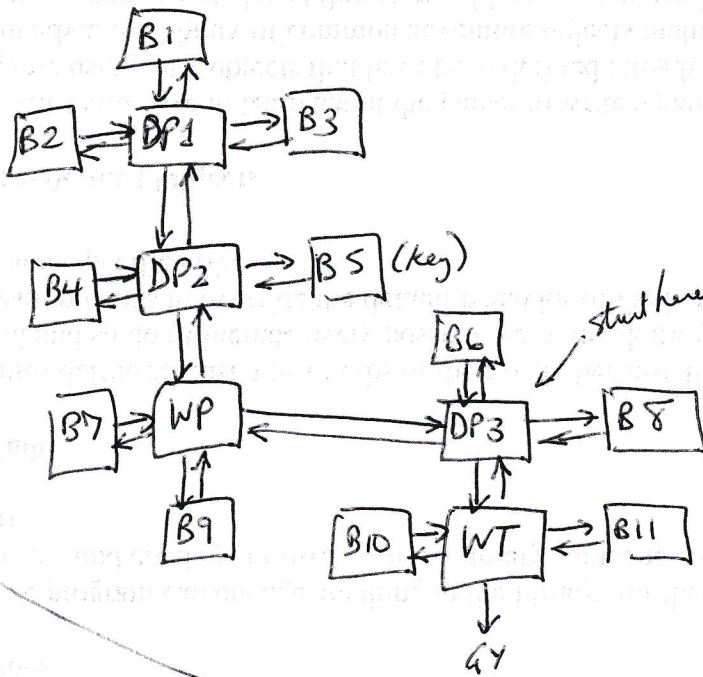 B1
B2 DP1 B3
B4 DP2 B5 (key)
start here
B6
B7 WP DP3 B8
B9 B10 WT B11
GY